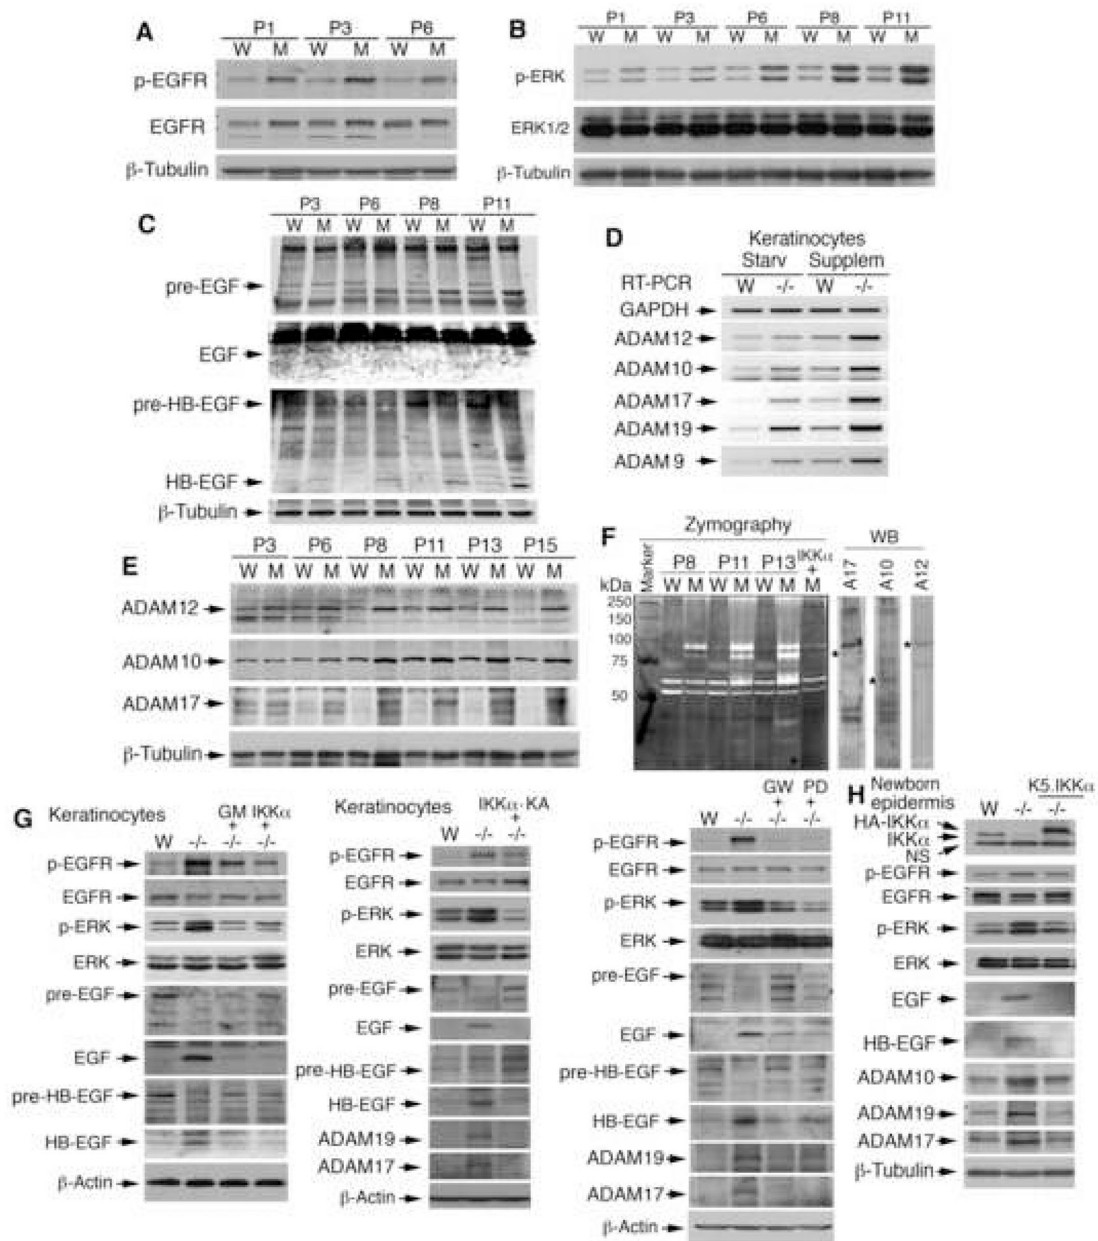 A
P1 P3 P6
W M W M W M
p-EGFR
EGFR
β-Tubulin
B
P1 P3 P6 P8 P11
W M W M W M W M W M
p-ERK
ERK1/2
β-Tubulin
C
P3 P6 P8 P11
W M W M W M W M
pre-EGF
EGF
pre-HB-EGF
HB-EGF
β-Tubulin
D
Keratinocytes
Starv Supplem
RT-PCR W -/- W -/-
GAPDH
ADAM12
ADAM10
ADAM17
ADAM19
ADAM 9
E
P3 P6 P8 P11 P13 P15
W M W M W M W M W M W M
ADAM12
ADAM10
ADAM17
β-Tubulin
F
Zymography
Marker
P8 P11 P13 IKKα
+
W M W M W M M
kDa
250
150
100
75
50
WB
A17 A10 A12
*
*
*
G
Keratinocytes
GM IKKα
+ +
W -/- -/- -/-
p-EGFR
EGFR
p-ERK
ERK
pre-EGF
EGF
pre-HB-EGF
HB-EGF
β-Actin
Keratinocytes
IKKα-KA
+
W -/- -/-
p-EGFR
EGFR
p-ERK
ERK
pre-EGF
EGF
pre-HB-EGF
HB-EGF
ADAM19
ADAM17
β-Actin
GW PD
+ +
W -/- -/- -/-
p-EGFR
EGFR
p-ERK
ERK
pre-EGF
EGF
pre-HB-EGF
HB-EGF
ADAM19
ADAM17
β-Actin
H
Newborn
epidermis
K5.IKKα
W -/- -/-
HA-IKKα
IKKα
NS
p-EGFR
EGFR
p-ERK
ERK
EGF
HB-EGF
ADAM10
ADAM19
ADAM17
β-Tubulin